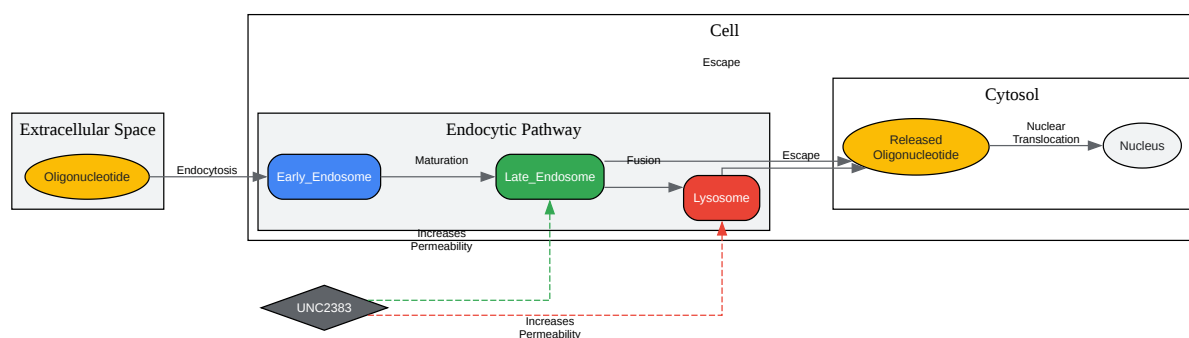 Cell
Escape
Cytosol
Extracellular Space
Endocytic Pathway
Released
Oligonucleotide
Nuclear
Translocation
Nucleus
Oligonucleotide
Endocytosis
Early_Endosome
Maturation
Late_Endosome
Fusion
Escape
Lysosome
Increases
Permeability
UNC2383
Increases
Permeability